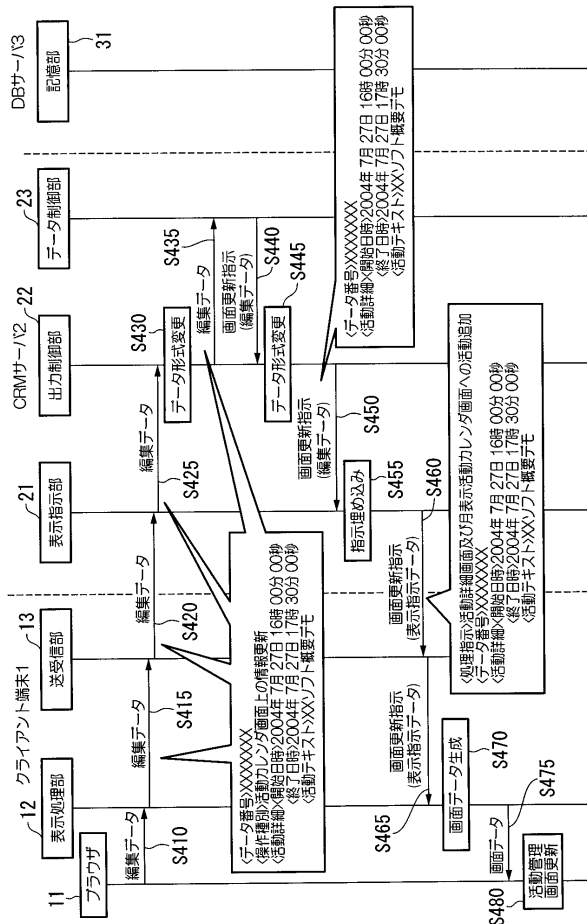 クライアント端末1
CRMサーバ2
DBサーバ3
11
12
13
21
22
23
31
ブラウザ
表示処理部
送受信部
表示指示部
出力制御部
データ制御部
記憶部
編集データ
S410
編集データ
S415
編集データ
S420
編集データ
S425
S430
データ形式変更
編集データ
S435
画面更新指示
(編集データ)
S440
データ形式変更
S445
画面更新指示
(編集データ)
S450
指示埋め込み
S455
S460
画面更新指示
(表示指示データ)
画面更新指示
(表示指示データ)
S465
画面データ生成
S470
画面データ
S475
活動管理
画面更新
S480
<データ番号>XXXXXXXX
<操作種別>活動カレンダ画面上の情報更新
<活動詳細><開始日時>2004年 7月 27日 16時 00分 00秒
<終了日時>2004年 7月 27日 17時 30分 00秒
<活動テキスト>XXソフト概要デモ
<データ番号>XXXXXXXX
<活動詳細><開始日時>2004年 7月 27日 16時 00分 00秒
<終了日時>2004年 7月 27日 17時 30分 00秒
<活動テキスト>XXソフト概要デモ
<処理指示>活動詳細画面及び月表示活動カレンダ画面への活動追加
<データ番号>XXXXXXXX
<活動詳細><開始日時>2004年 7月 27日 16時 00分 00秒
<終了日時>2004年 7月 27日 17時 30分 00秒
<活動テキスト>XXソフト概要デモ